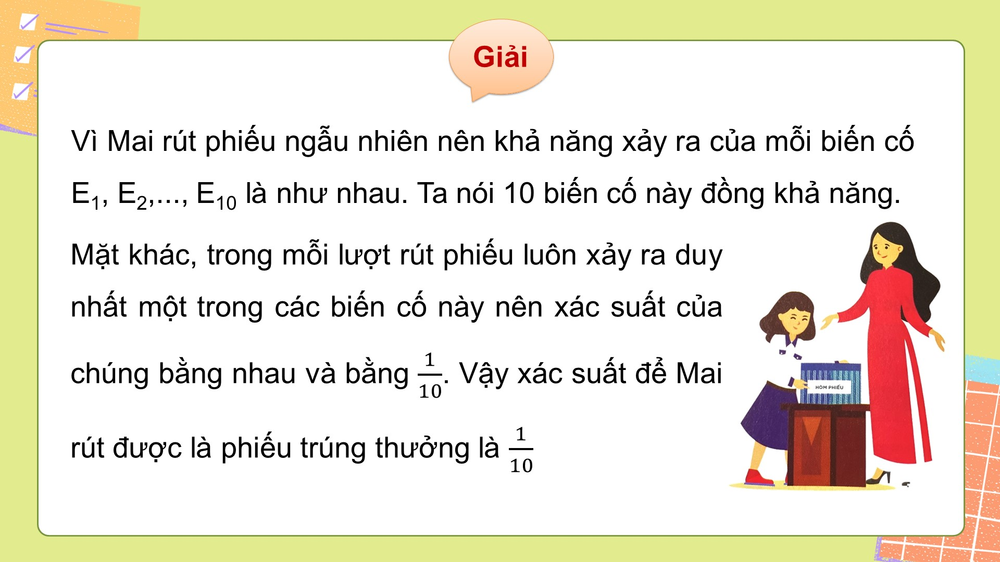 Giải
Vì Mai rút phiếu ngẫu nhiên nên khả năng xảy ra của mỗi biến cố
E₁, E₂,..., E₁₀ là như nhau. Ta nói 10 biến cố này đồng khả năng.
Mặt khác, trong mỗi lượt rút phiếu luôn xảy ra duy
nhất một trong các biến cố này nên xác suất của
chúng bằng nhau và bằng 1/10. Vậy xác suất để Mai
rút được là phiếu trúng thưởng là 1/10
HÒM PHIẾU